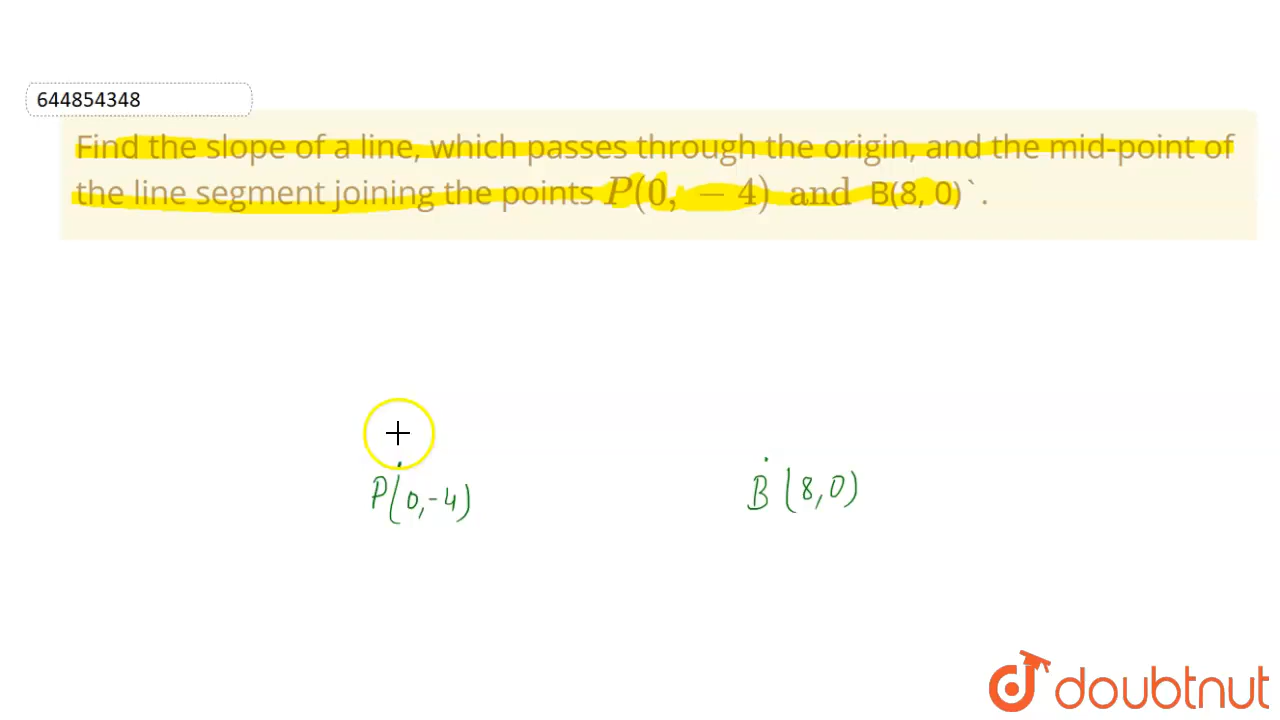 644854348
Find the slope of a line, which passes through the origin, and the mid-point of
the line segment joining the points P(0, −4) and B(8, 0)`.
P(0,-4)
B (8,0)
doubtnut